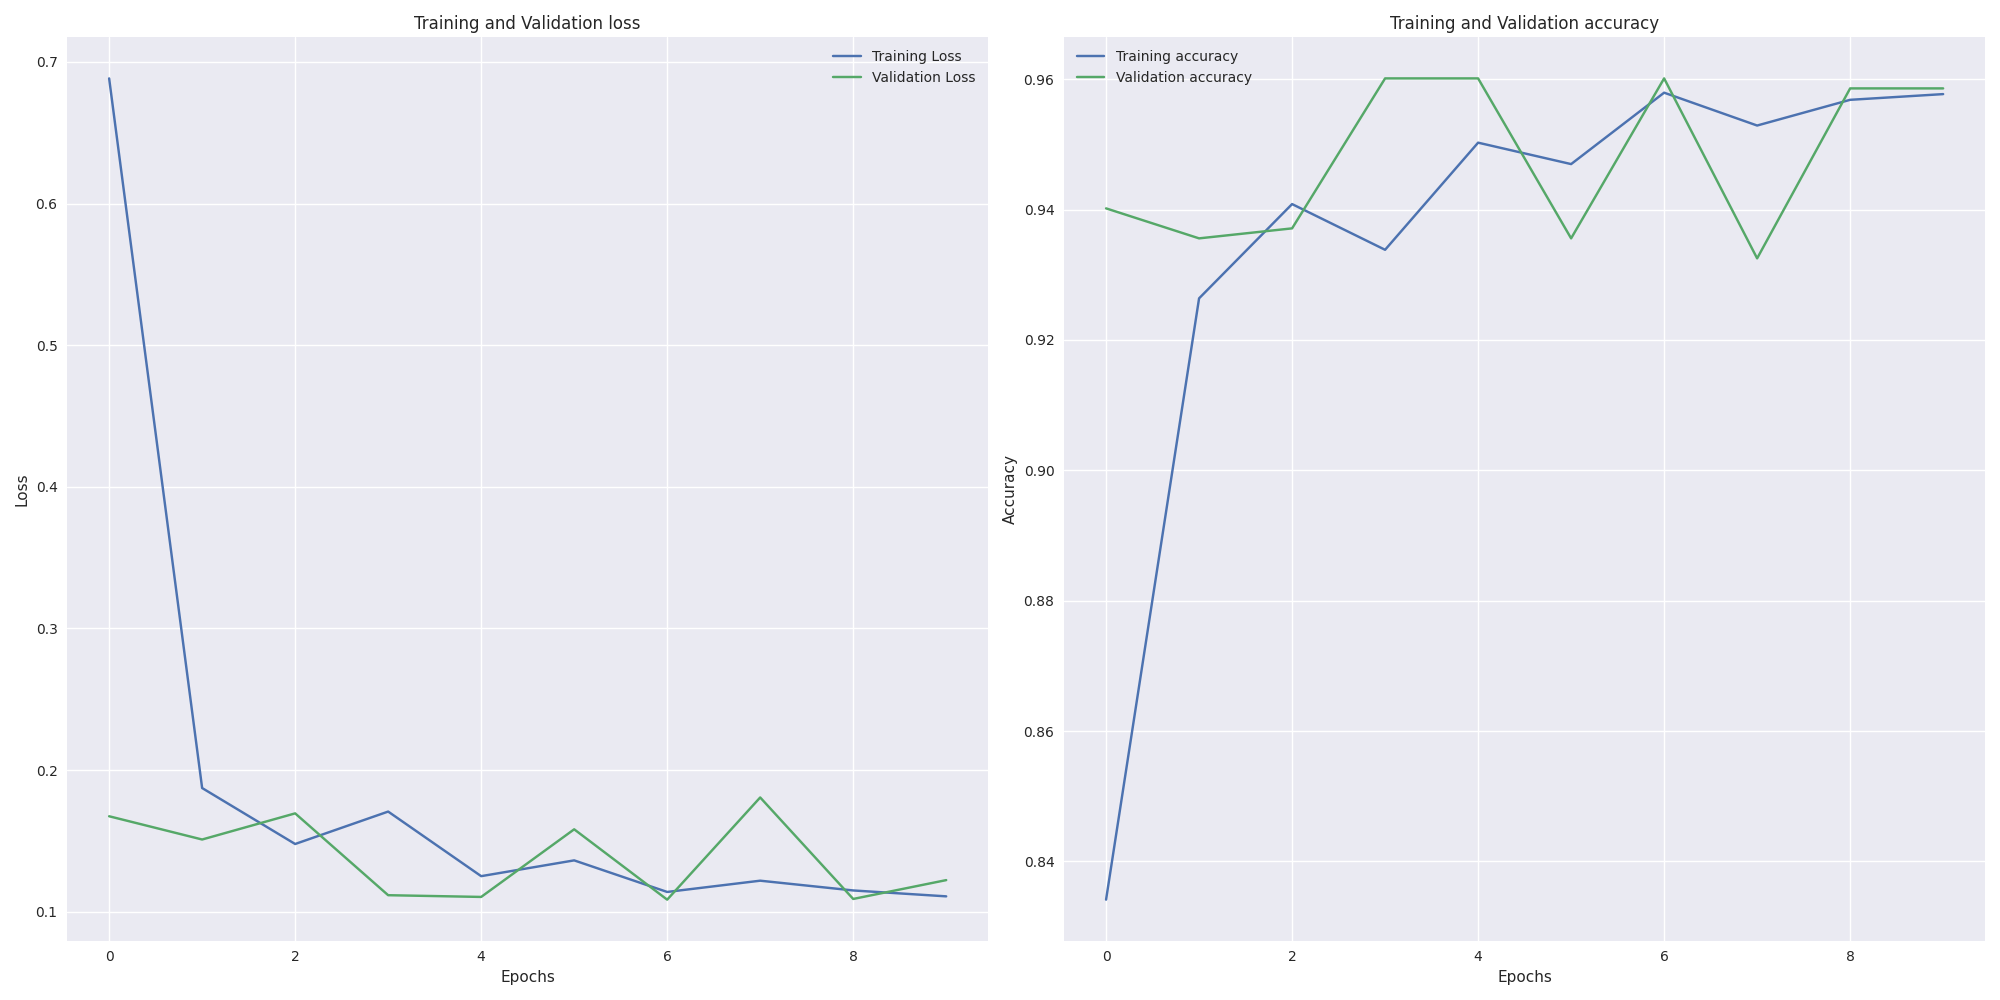 Training and Validation loss
Training Loss
Validation Loss
0.7
0.6
0.5
0.4
0.3
0.2
0.1
Loss
0 2 4 6 8
Epochs
Training and Validation accuracy
Training accuracy
Validation accuracy
0.96
0.94
0.92
0.90
0.88
0.86
0.84
Accuracy
0 2 4 6 8
Epochs